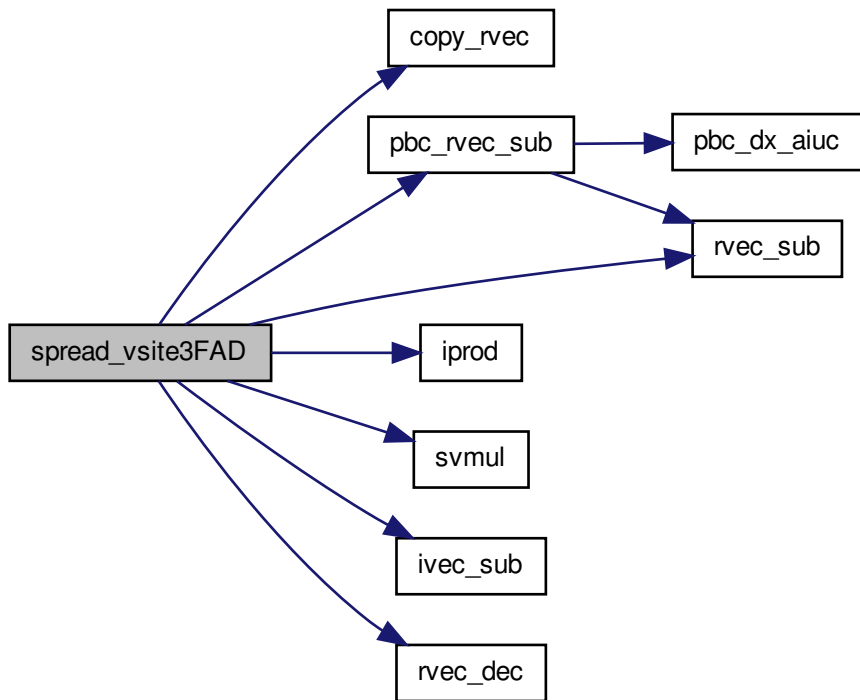 copy_rvec
pbc_rvec_sub
pbc_dx_aiuc
rvec_sub
spread_vsite3FAD
iprod
svmul
ivec_sub
rvec_dec